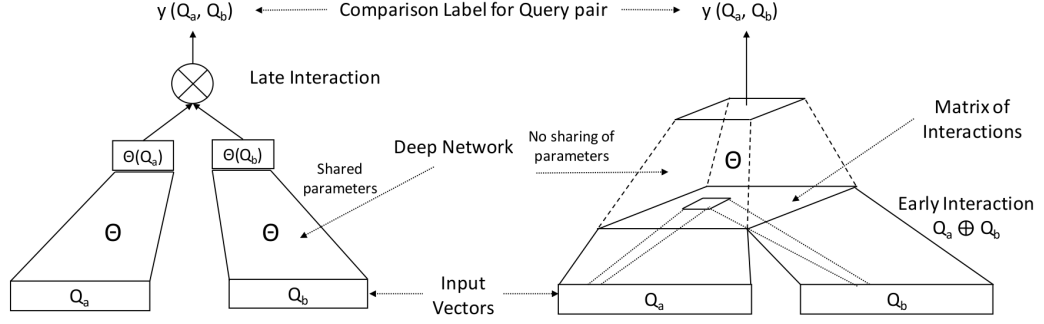 y (Qa, Qb)
Comparison Label for Query pair
y (Qa, Qb)
Late Interaction
Θ(Qa)
Θ(Qb)
Deep Network
Shared
parameters
No sharing of
parameters
Matrix of
Interactions
Θ
Θ
Θ
Early Interaction
Qa ⊕ Qb
Qa
Qb
Input
Vectors
Qa
Qb